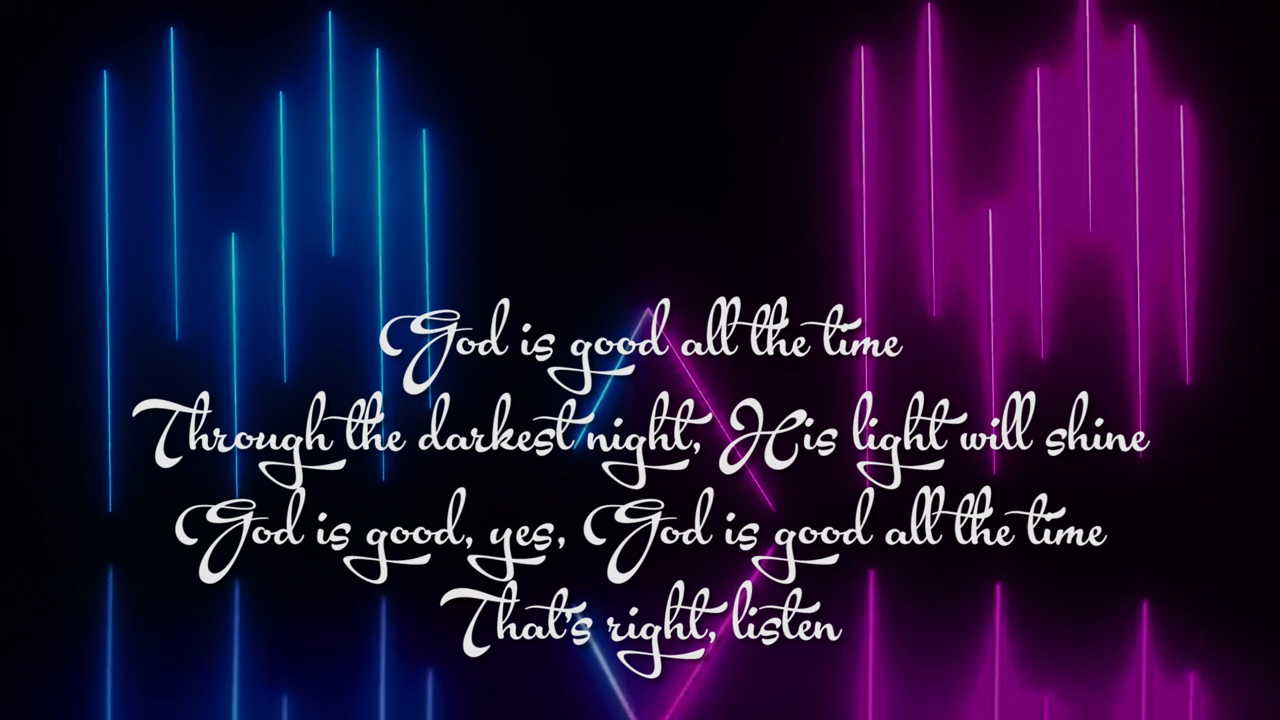 God is good all the time
Through the darkest night, His light will shine
God is good, yes, God is good all the time
That's right, listen